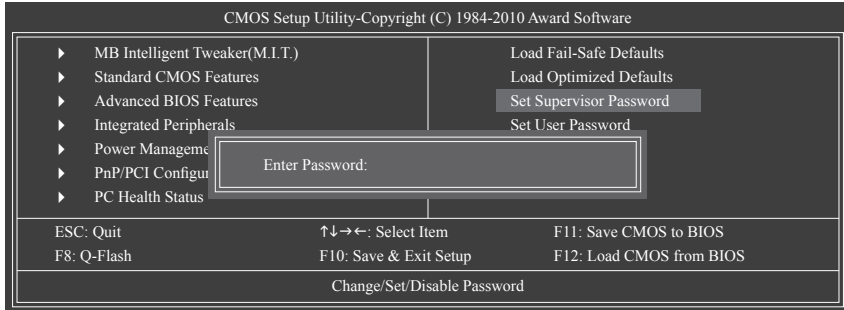 CMOS Setup Utility-Copyright (C) 1984-2010 Award Software
MB Intelligent Tweaker(M.I.T.)
Standard CMOS Features
Advanced BIOS Features
Integrated Peripherals
Power Manageme
PnP/PCI Configur
PC Health Status
Load Fail-Safe Defaults
Load Optimized Defaults
Set Supervisor Password
Set User Password
Enter Password:
ESC: Quit ↑↓→←: Select Item F11: Save CMOS to BIOS
F8: Q-Flash F10: Save & Exit Setup F12: Load CMOS from BIOS
Change/Set/Disable Password